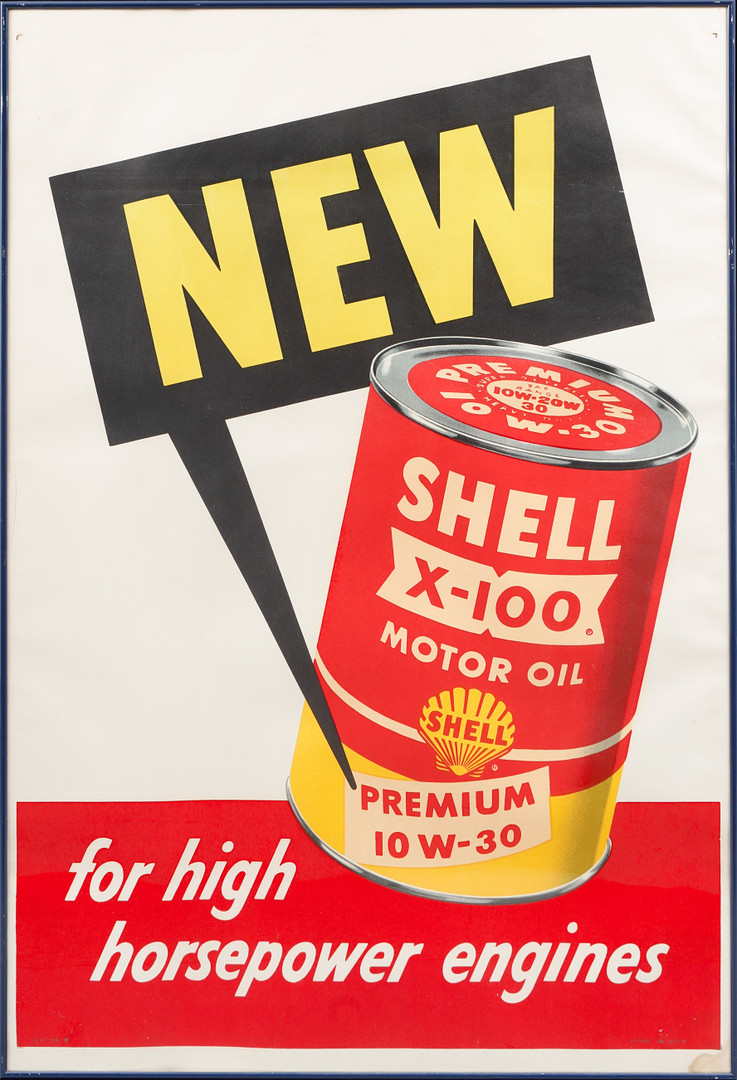 NEW
PREMIUM
10W-20W
30
10 W-30
SHELL
X-100®
MOTOR OIL
SHELL
PREMIUM
10 W-30
for high
horsepower engines